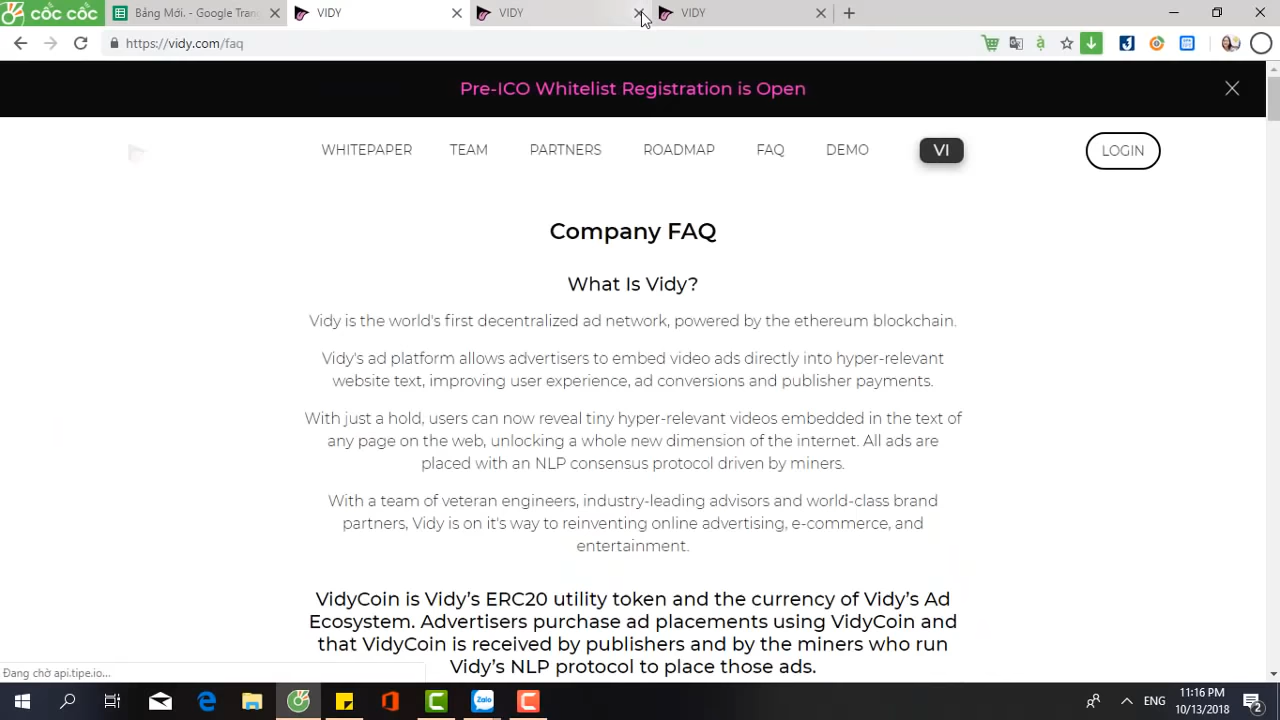 cốc cốc
Bảng Mới. - Google Tran
VIDY
VIDY
VIDY
https://vidy.com/faq
Pre-ICO Whitelist Registration is Open
WHITEPAPER
TEAM
PARTNERS
ROADMAP
FAQ
DEMO
VI
LOGIN
Company FAQ
What Is Vidy?
Vidy is the world's first decentralized ad network, powered by the ethereum blockchain.
Vidy's ad platform allows advertisers to embed video ads directly into hyper-relevant
website text, improving user experience, ad conversions and publisher payments.
With just a hold, users can now reveal tiny hyper-relevant videos embedded in the text of
any page on the web, unlocking a whole new dimension of the internet. All ads are
placed with an NLP consensus protocol driven by miners.
With a team of veteran engineers, industry-leading advisors and world-class brand
partners, Vidy is on it's way to reinventing online advertising, e-commerce, and
entertainment.
VidyCoin is Vidy’s ERC20 utility token and the currency of Vidy’s Ad
Ecosystem. Advertisers purchase ad placements using VidyCoin and
that VidyCoin is received by publishers and by the miners who run
Vidy’s NLP protocol to place those ads.
Đang chờ api.tipe.io...
Zalo
ENG
11:16 PM
10/13/2018
2